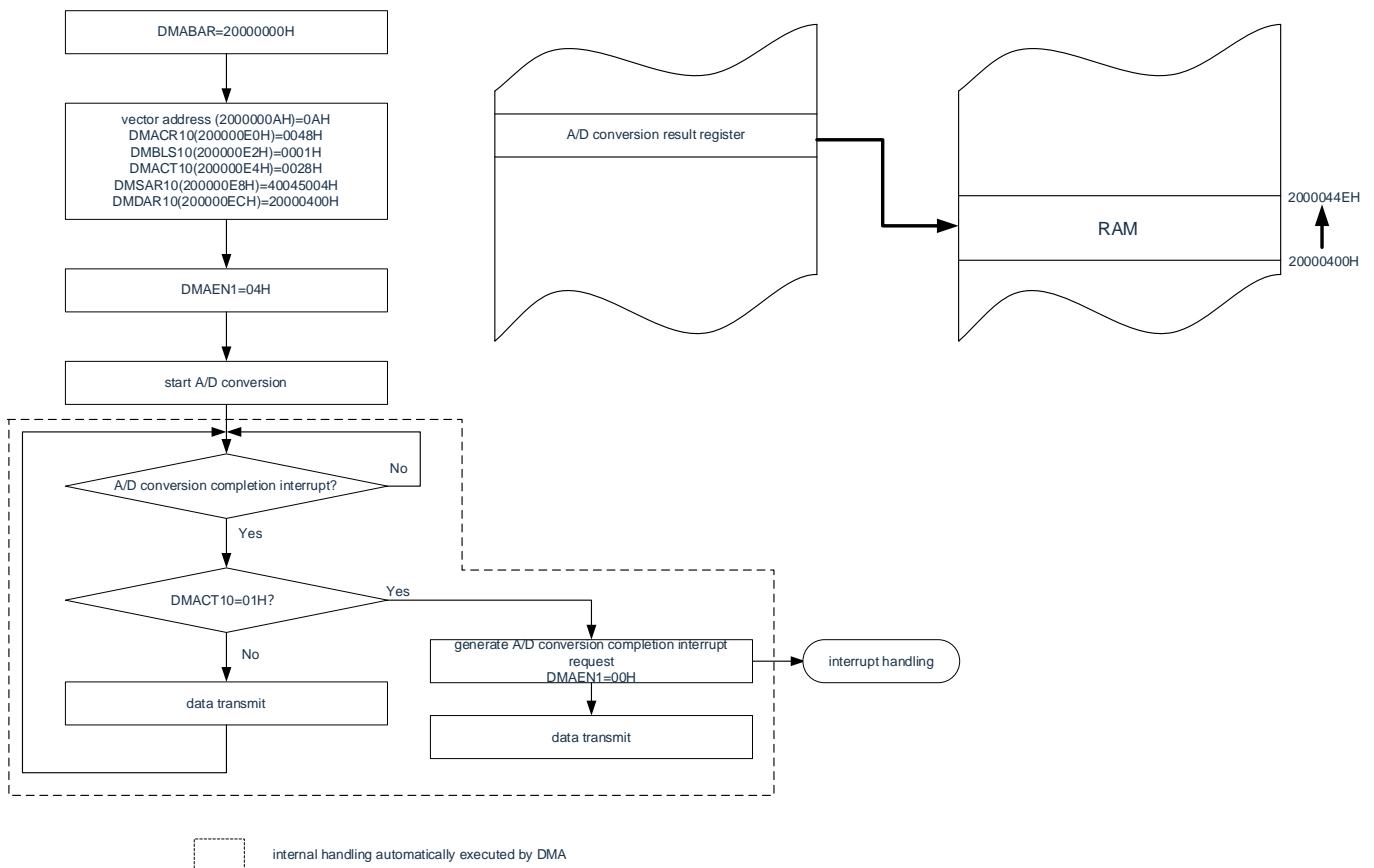 DMABAR=20000000H
vector address (2000000AH)=0AH
DMACR10(200000E0H)=0048H
DMBLS10(200000E2H)=0001H
DMACT10(200000E4H)=0028H
DMSAR10(200000E8H)=40045004H
DMDAR10(200000ECH)=20000400H
DMAEN1=04H
start A/D conversion
A/D conversion completion interrupt?
No
Yes
DMACT10=01H?
Yes
No
data transmit
generate A/D conversion completion interrupt
request
DMAEN1=00H
data transmit
interrupt handling
A/D conversion result register
RAM
2000044EH
20000400H
internal handling automatically executed by DMA